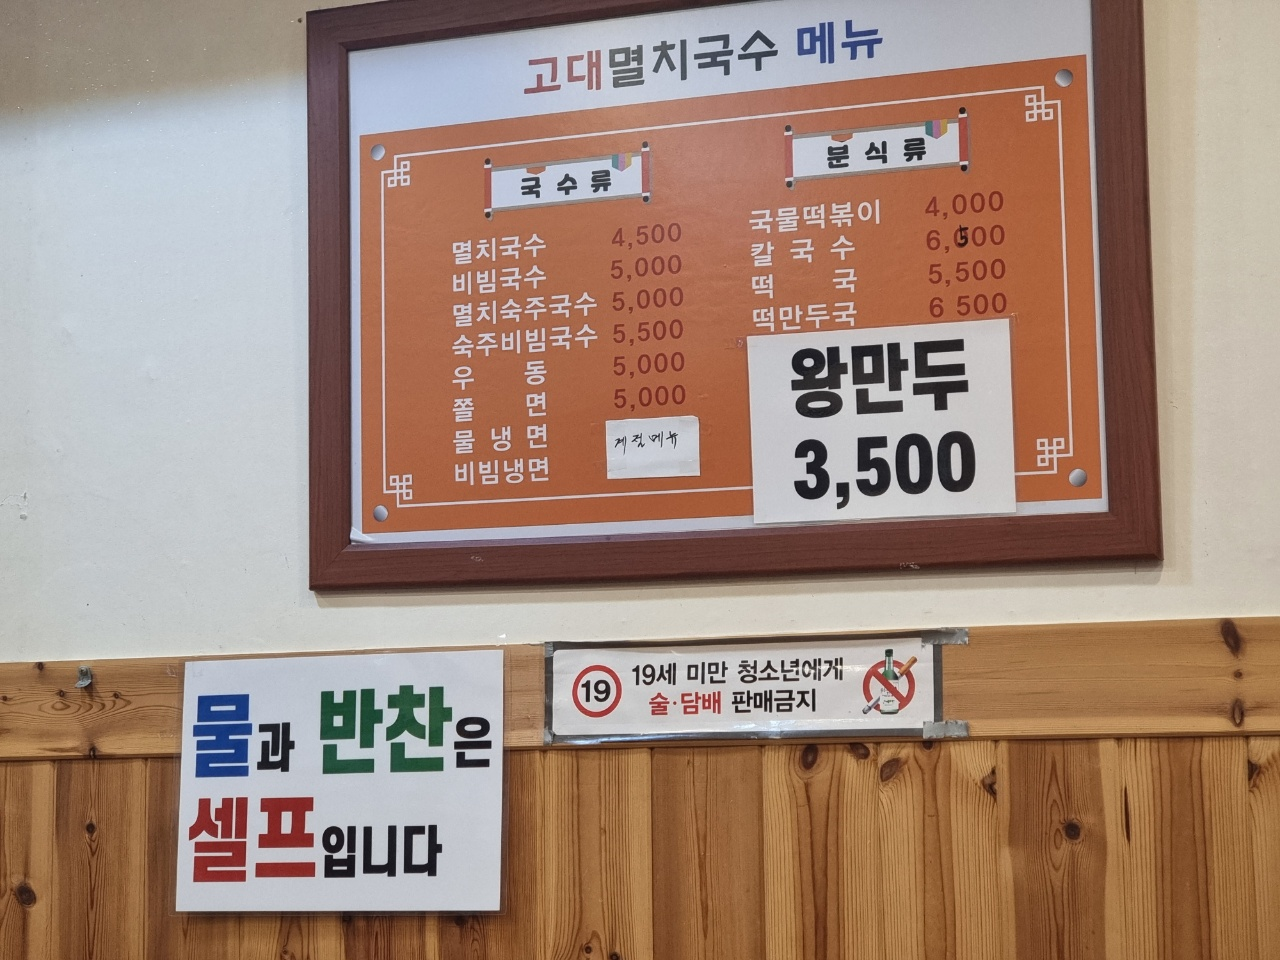 고대멸치국수 메뉴
국수류
멸치국수 4,500
비빔국수 5,000
멸치숙주국수 5,000
숙주비빔국수 5,500
우동 5,000
쫄면 5,000
물냉면
비빔냉면
계절메뉴
분식류
국물떡볶이 4,000
칼국수 6,500
떡국 5,500
떡만두국 6 500
왕만두
3,500
물과 반찬은
셀프입니다
19
19세 미만 청소년에게
술·담배 판매금지